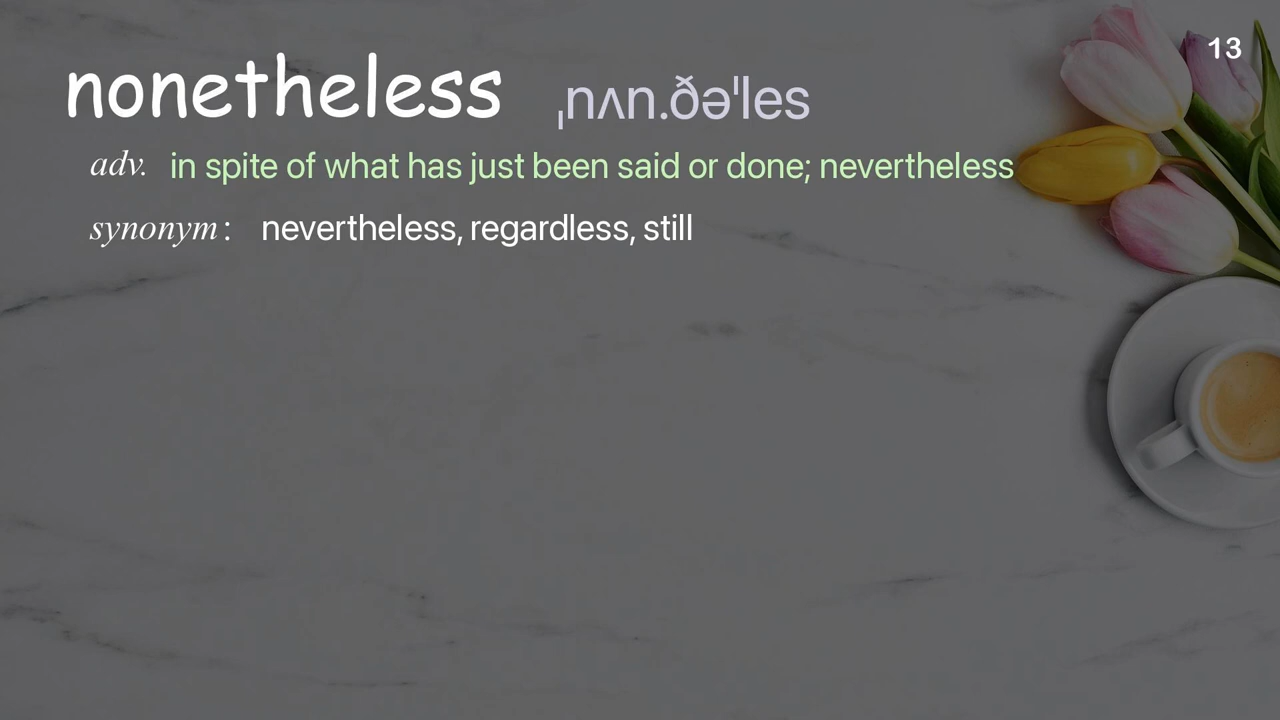 13
nonetheless ˌnʌn.ðəˈles
adv. in spite of what has just been said or done; nevertheless
synonym : nevertheless, regardless, still